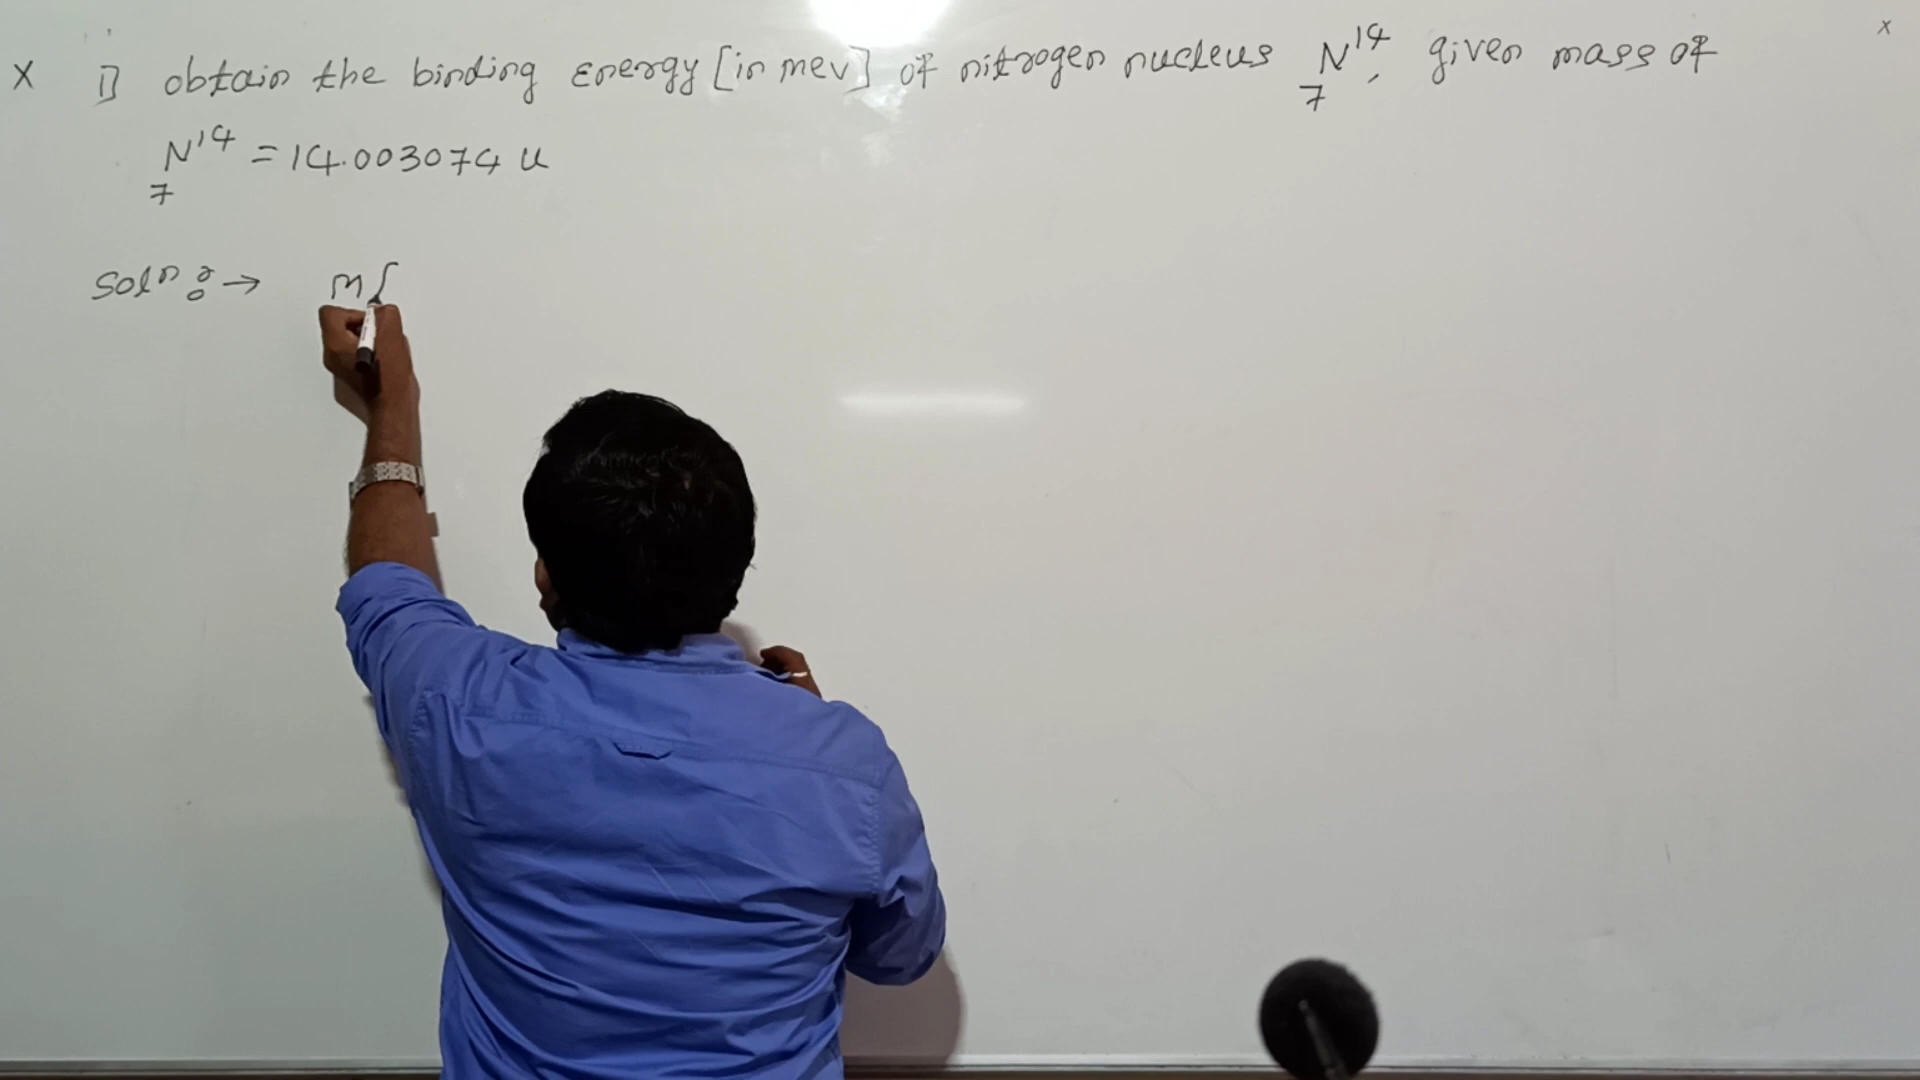 X 1] obtain the binding energy [in mev] of nitrogen nucleus ₇N¹⁴, given mass of x
₇N¹⁴ = 14.003074 u
Solⁿ : → m